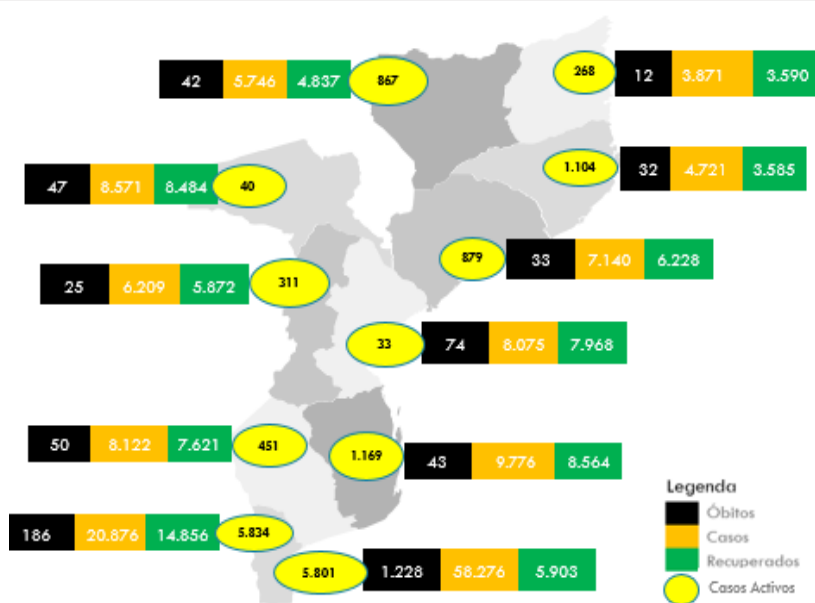 42 5.746 4.837 867
268 12 3.871 3.590
47 8.571 8.484 40
1.104 32 4.721 3.585
879 33 7.140 6.228
25 6.209 5.872 311
33 74 8.075 7.968
50 8.122 7.621 451
1.169 43 9.776 8.564
186 20.876 14.856 5.834
5.801 1.228 58.276 5.903
Legenda
Óbitos
Casos
Recuperados
Casos Activos